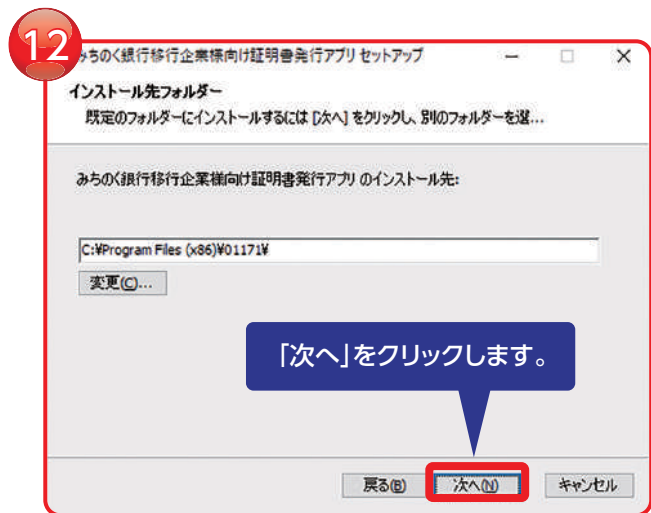 12
みちのく銀行移行企業様向け証明書発行アプリ セットアップ
インストール先フォルダー
既定のフォルダーにインストールするには [次へ] をクリックし、別のフォルダーを選...
みちのく銀行移行企業様向け証明書発行アプリ のインストール先:
C:¥Program Files (x86)¥01171¥
変更(C)...
「次へ」をクリックします。
戻る(B) 次へ(N) キャンセル